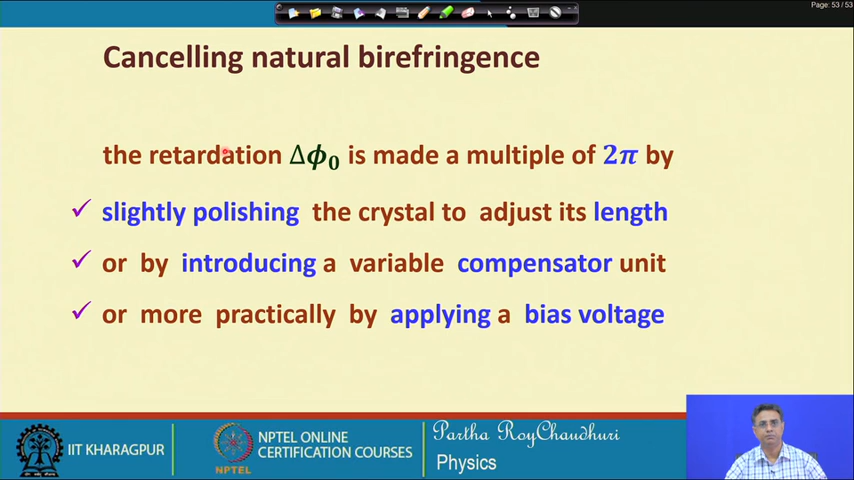 Page: 53 / 53
Cancelling natural birefringence
the retardation Δϕ₀ is made a multiple of 2π by
✓ slightly polishing the crystal to adjust its length
✓ or by introducing a variable compensator unit
✓ or more practically by applying a bias voltage
IIT KHARAGPUR
NPTEL
NPTEL ONLINE
CERTIFICATION COURSES
Partha RoyChaudhuri
Physics